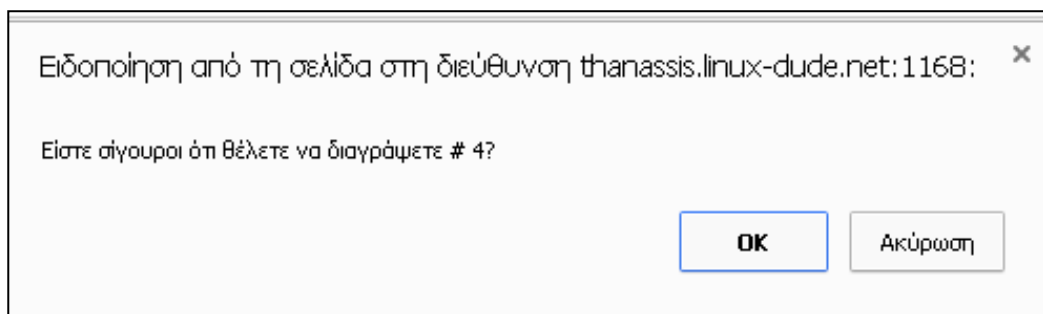 Ειδοποίηση από τη σελίδα στη διεύθυνση thanassis.linux-dude.net:1168:
Είστε σίγουροι ότι θέλετε να διαγράψετε # 4?
OK Ακύρωση